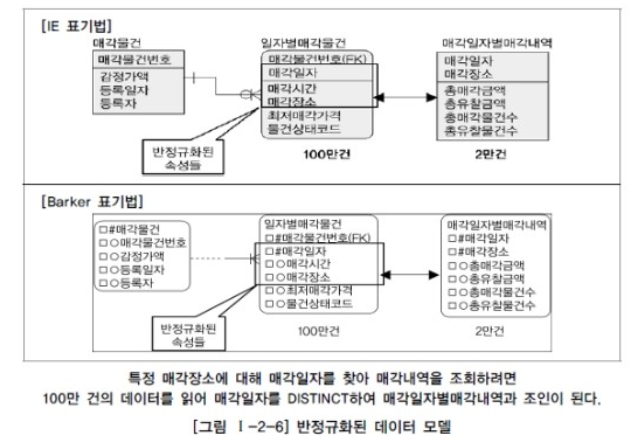 [IE 표기법]
매각물건
매각물건번호
감정가액
등록일자
등록자
일자별매각물건
매각물건번호(FK)
매각일자
매각시간
매각장소
최저매각가격
물건상태코드
100만건
매각일자별매각내역
매각일자
매각장소
총매각금액
총유찰금액
총매각물건수
총유찰물건수
2만건
반정규화된
속성들
[Barker 표기법]
□#매각물건
□○매각물건번호
□○감정가액
□○등록일자
□○등록자
일자별매각물건
□#매각물건번호(FK)
□#매각일자
□○매각시간
□○매각장소
□○최저매각가격
□○물건상태코드
100만건
매각일자별매각내역
□#매각일자
□#매각장소
□○총매각금액
□○총유찰금액
□○총매각물건수
□○총유찰물건수
2만건
반정규화된
속성들
특정 매각장소에 대해 매각일자를 찾아 매각내역을 조회하려면
100만 건의 데이터를 읽어 매각일자를 DISTINCT하여 매각일자별매각내역과 조인이 된다.
[그림 Ⅰ-2-6] 반정규화된 데이터 모델